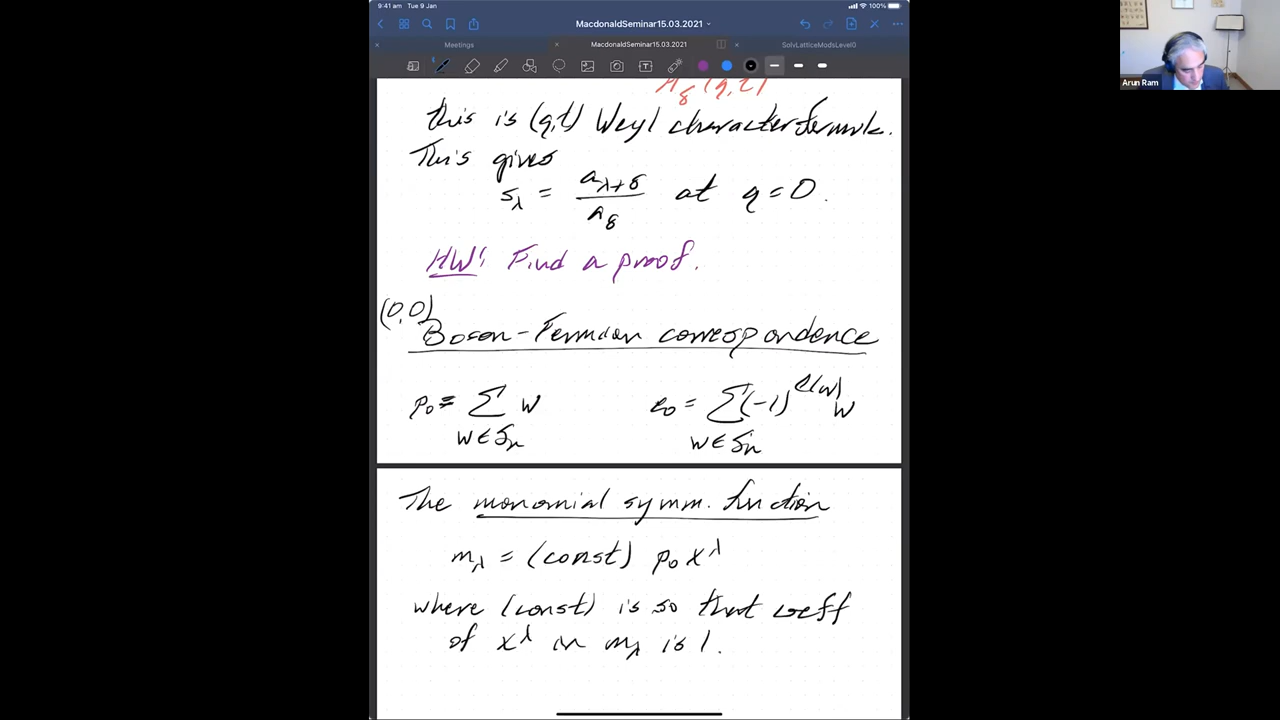 9:41 am Tue 9 Jan
100%
MacdonaldSeminar15.03.2021
Meetings
MacdonaldSeminar15.03.2021
SolvLatticeModsLevel0
Arun Ram
this is (q,t) Weyl character formula.
This gives
s_λ = a_{λ+δ} / a_δ at q = 0.
HW: Find a proof.
(0,0)
Boson-Fermion correspondence
p_0 = ∑_{w∈S_n} w
e_0 = ∑_{w∈S_n} (-1)^{ℓ(w)} w
The monomial symm. function
m_λ = (const) p_0 x^λ
where (const) is so that coeff
of x^λ in m_λ is 1.